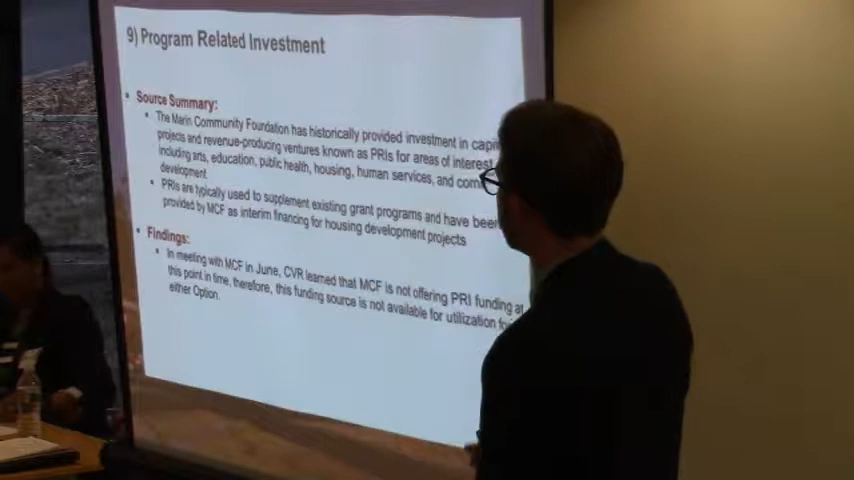 9) Program Related Investment
• Source Summary:
• The Marin Community Foundation has historically provided investment in capi
projects and revenue-producing ventures known as PRIs for areas of interest
including arts, education, public health, housing, human services, and com
development.
• PRIs are typically used to supplement existing grant programs and have been
provided by MCF as interim financing for housing development projects
• Findings:
• In meeting with MCF in June, CVR learned that MCF is not offering PRI funding at
this point in time, therefore, this funding source is not available for utilization fo
either Option.